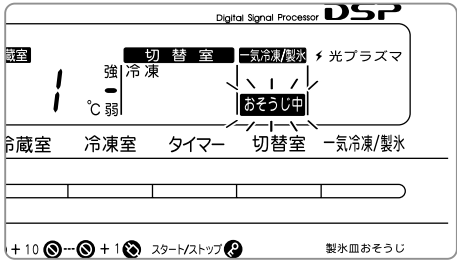 Digital Signal Processor DSP
蔵室 切替室 一気冷凍/製氷 光プラズマ
1 ℃ 強 - 弱 冷凍
おそうじ中
冷蔵室 冷凍室 タイマー 切替室 一気冷凍/製氷
+ 10 --- + 1 スタート/ストップ 製氷皿おそうじ